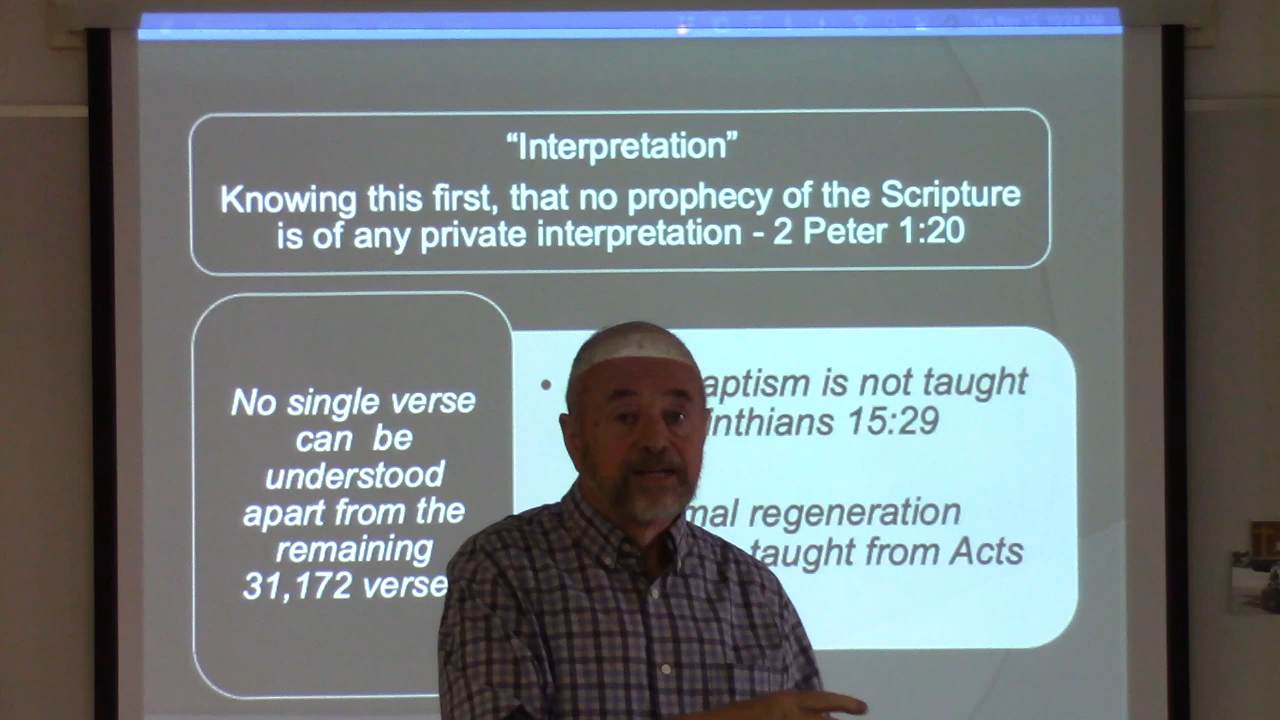 “Interpretation”
Knowing this first, that no prophecy of the Scripture
is of any private interpretation - 2 Peter 1:20
No single verse
can be
understood
apart from the
remaining
31,172 verse
• aptism is not taught
inthians 15:29
mal regeneration
taught from Acts